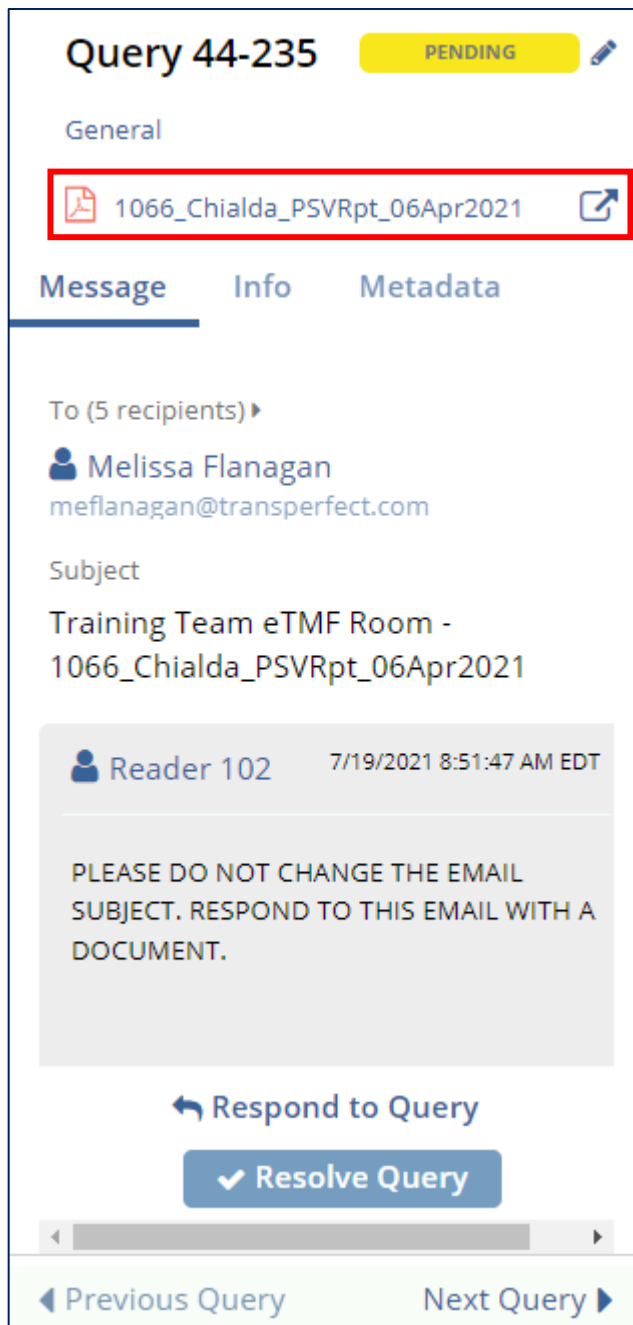 Query 44-235 PENDING
General
1066_Chialda_PSVRpt_06Apr2021
Message Info Metadata
To (5 recipients)
Melissa Flanagan
meflanagan@transperfect.com
Subject
Training Team eTMF Room -
1066_Chialda_PSVRpt_06Apr2021
Reader 102 7/19/2021 8:51:47 AM EDT
PLEASE DO NOT CHANGE THE EMAIL
SUBJECT. RESPOND TO THIS EMAIL WITH A
DOCUMENT.
Respond to Query
Resolve Query
Previous Query Next Query